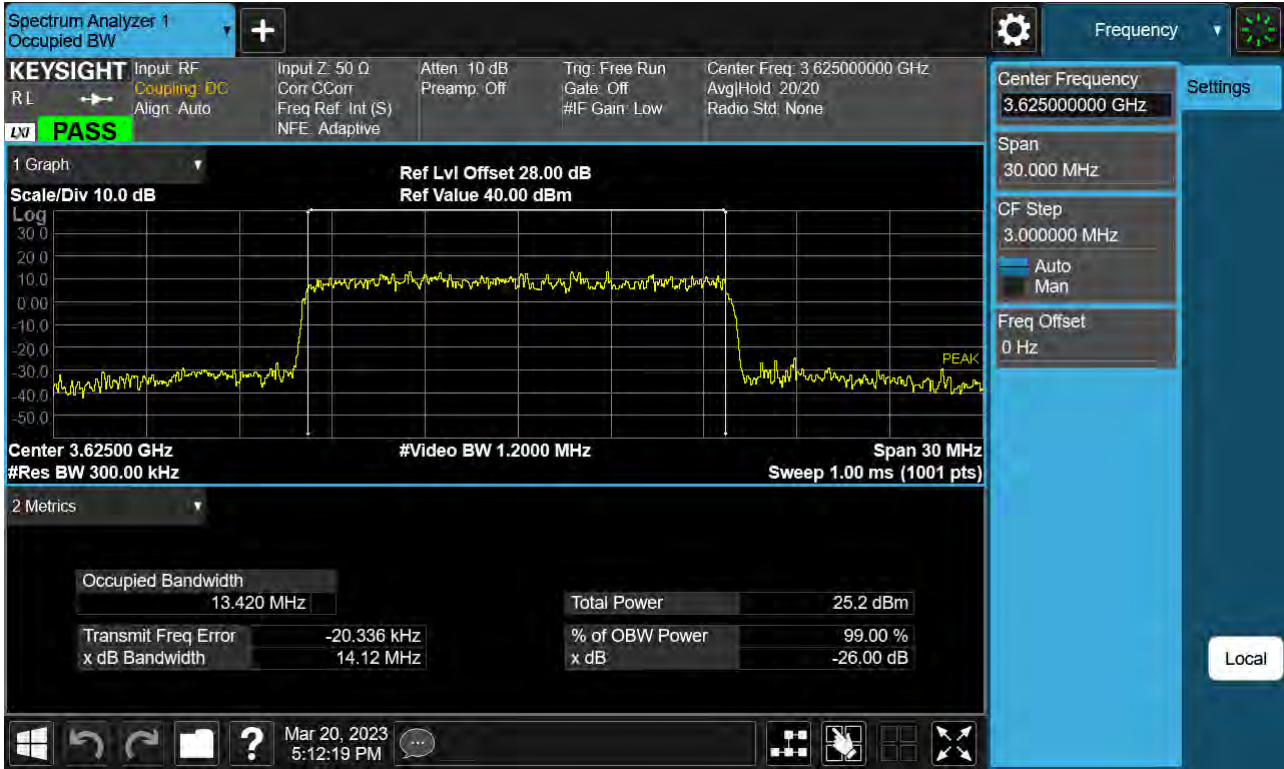 Spectrum Analyzer 1
Occupied BW
Frequency
KEYSIGHT
R L
LXI
PASS
Input: RF
Coupling: DC
Align: Auto
Input Z: 50 Ω
Corr CCorr
Freq Ref: Int (S)
NFE: Adaptive
Atten: 10 dB
Preamp: Off
Trig: Free Run
Gate: Off
#IF Gain: Low
Center Freq: 3.625000000 GHz
Avg|Hold: 20/20
Radio Std: None
Center Frequency
3.625000000 GHz
Settings
Span
30.000 MHz
CF Step
3.000000 MHz
Auto
Man
Freq Offset
0 Hz
1 Graph
Scale/Div 10.0 dB
Ref Lvl Offset 28.00 dB
Ref Value 40.00 dBm
Log
30.0
20.0
10.0
0.00
-10.0
-20.0
-30.0
-40.0
-50.0
PEAK
Center 3.62500 GHz
#Video BW 1.2000 MHz
Span 30 MHz
#Res BW 300.00 kHz
Sweep 1.00 ms (1001 pts)
2 Metrics
Occupied Bandwidth
13.420 MHz
Total Power 25.2 dBm
Transmit Freq Error -20.336 kHz
% of OBW Power 99.00 %
x dB Bandwidth 14.12 MHz
x dB -26.00 dB
Local
?
Mar 20, 2023
5:12:19 PM